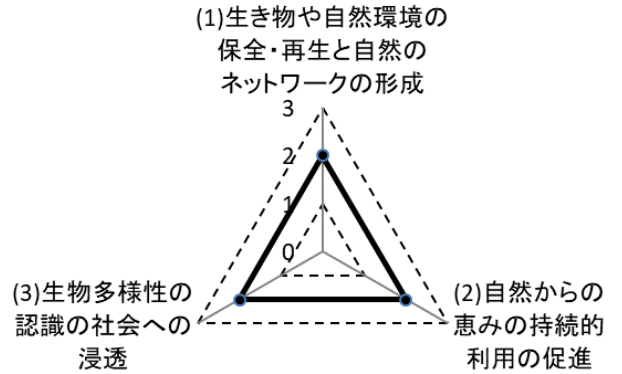 (1)生き物や自然環境の
保全・再生と自然の
ネットワークの形成
3
2
1
0
(3)生物多様性の
認識の社会への
浸透
(2)自然からの
恵みの持続的
利用の促進